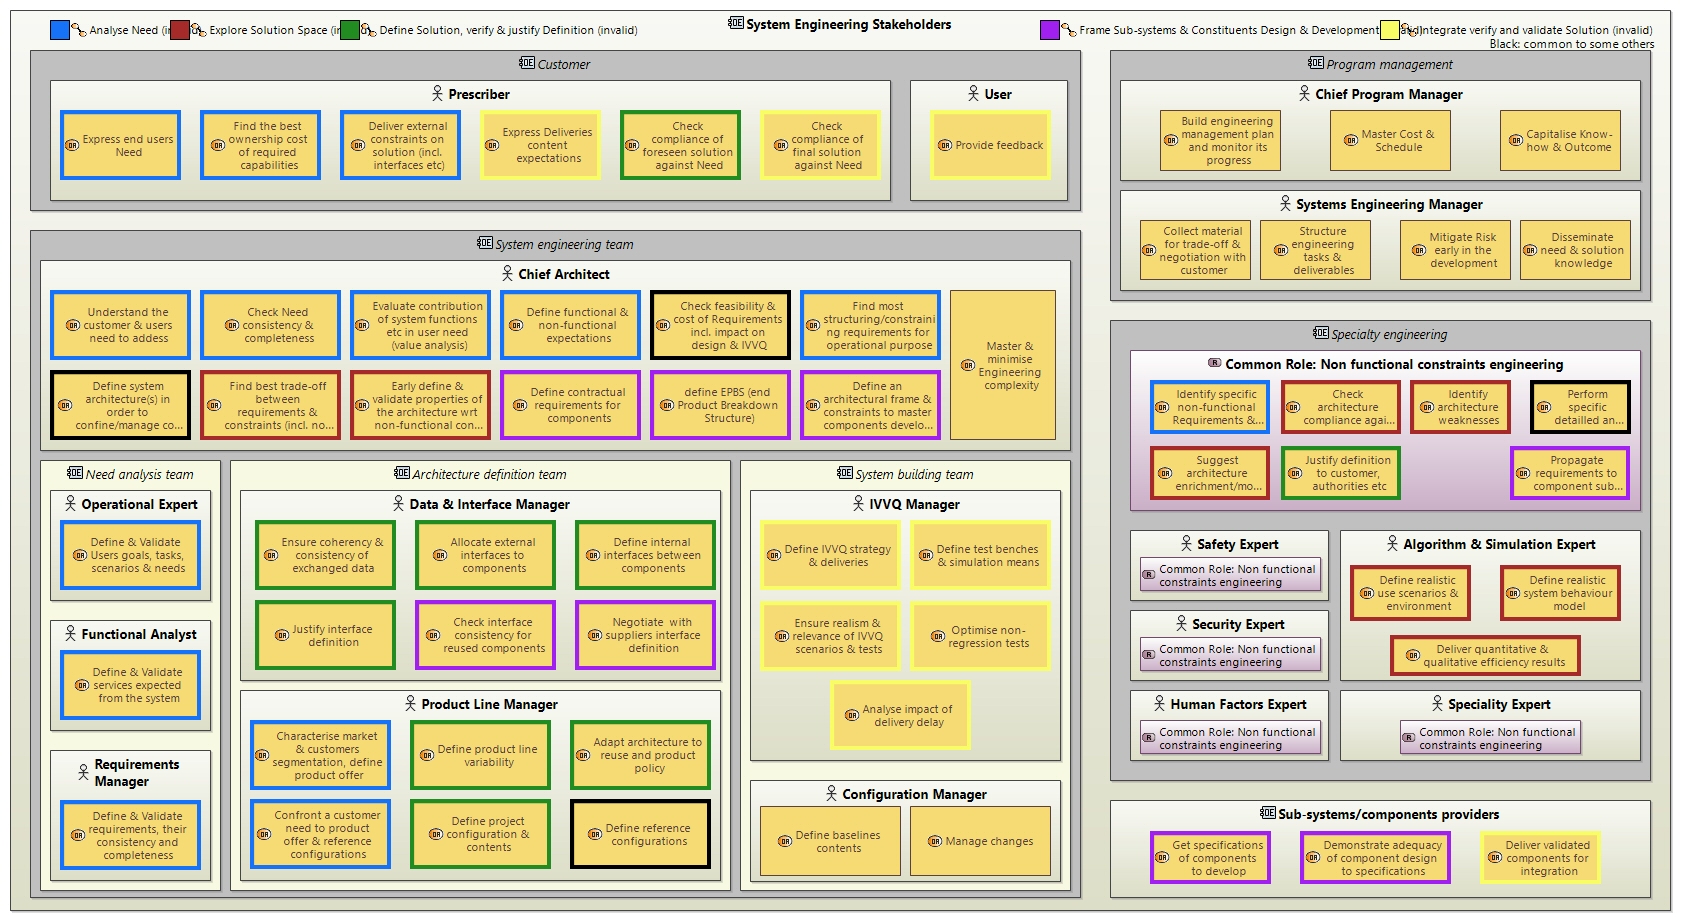 System Engineering Stakeholders
Analyse Need (in
Explore Solution Space (in
Define Solution, verify & justify Definition (invalid)
Frame Sub-systems & Constituents Design & Development
Integrate verify and validate Solution (invalid)
Black: common to some others
Customer
Prescriber
Express end users
Need
Find the best
ownership cost
of required
capabilities
Deliver external
constraints on
solution (incl.
interfaces etc)
Express Deliveries
content
expectations
Check
compliance of
foreseen solution
against Need
Check
compliance of
final solution
against Need
User
Provide feedback
Program management
Chief Program Manager
Build engineering
management plan
and monitor its
progress
Master Cost &
Schedule
Capitalise Know-
how & Outcome
Systems Engineering Manager
Collect material
for trade-off &
negotiation with
customer
Structure
engineering
tasks &
deliverables
Mitigate Risk
early in the
development
Disseminate
need & solution
knowledge
System engineering team
Chief Architect
Understand the
customer & users
need to addess
Check Need
consistency &
completeness
Evaluate contribution
of system functions
etc in user need
(value analysis)
Define functional &
non-functional
expectations
Check feasibility &
cost of Requirements
incl. impact on
design & IVVQ
Find most
structuring/constraini
ng requirements for
operational purpose
Master &
minimise
Engineering
complexity
Define system
architecture(s) in
order to
confine/manage co...
Find best trade-off
between
requirements &
constraints (incl. no...
Early define &
validate properties of
the architecture wrt
non-functional con...
Define contractual
requirements for
components
define EPBS (end
Product Breakdown
Structure)
Define an
architectural frame &
constraints to master
components develo...
Need analysis team
Operational Expert
Define & Validate
Users goals, tasks,
scenarios & needs
Functional Analyst
Define & Validate
services expected
from the system
Requirements
Manager
Define & Validate
requirements, their
consistency and
completeness
Architecture definition team
Data & Interface Manager
Ensure coherency &
consistency of
exchanged data
Allocate external
interfaces to
components
Define internal
interfaces between
components
Justify interface
definition
Check interface
consistency for
reused components
Negotiate with
suppliers interface
definition
Product Line Manager
Characterise market
& customers
segmentation, define
product offer
Define product line
variability
Adapt architecture to
reuse and product
policy
Confront a customer
need to product
offer & reference
configurations
Define project
configuration &
contents
Define reference
configurations
System building team
IVVQ Manager
Define IVVQ strategy
& deliveries
Define test benches
& simulation means
Ensure realism &
relevance of IVVQ
scenarios & tests
Optimise non-
regression tests
Analyse impact of
delivery delay
Configuration Manager
Define baselines
contents
Manage changes
Specialty engineering
Common Role: Non functional constraints engineering
Identify specific
non-functional
Requirements &...
Check
architecture
compliance agai...
Identify
architecture
weaknesses
Perform
specific
detailled an...
Suggest
architecture
enrichment/mo...
Justify definition
to customer,
authorities etc
Propagate
requirements to
component sub...
Safety Expert
Common Role: Non functional
constraints engineering
Security Expert
Common Role: Non functional
constraints engineering
Human Factors Expert
Common Role: Non functional
constraints engineering
Algorithm & Simulation Expert
Define realistic
use scenarios &
environment
Define realistic
system behaviour
model
Deliver quantitative &
qualitative efficiency results
Speciality Expert
Common Role: Non functional
constraints engineering
Sub-systems/components providers
Get specifications
of components
to develop
Demonstrate adequacy
of component design
to specifications
Deliver validated
components for
integration